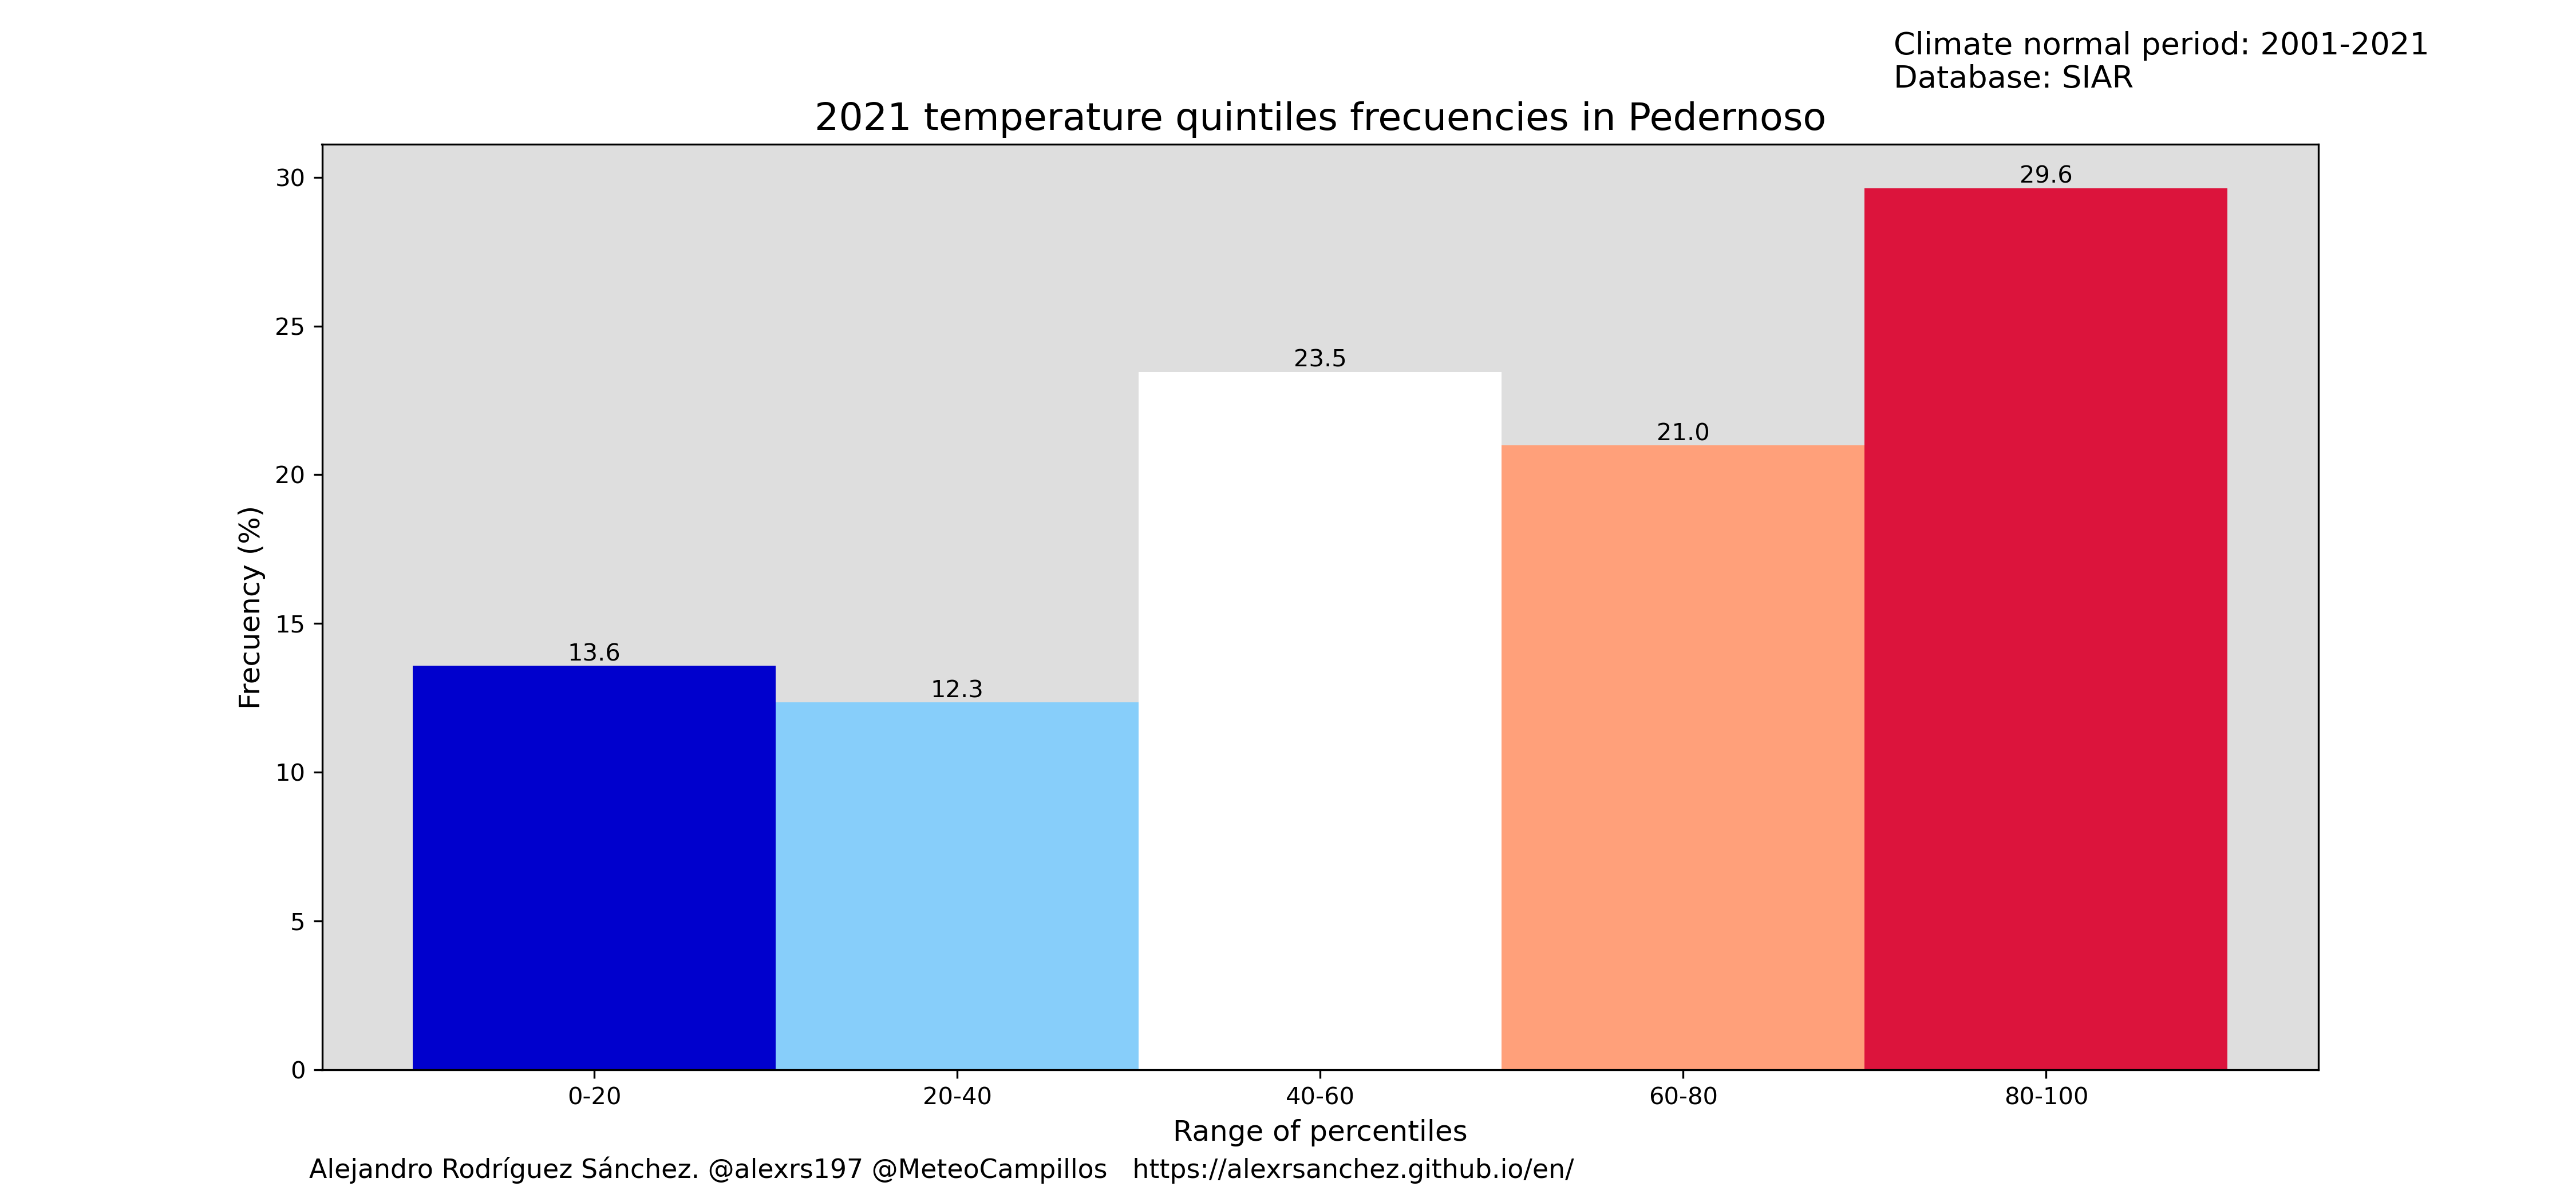 Climate normal period: 2001-2021
Database: SIAR
2021 temperature quintiles frecuencies in Pedernoso
30
25
20
15
10
5
0
Frecuency (%)
13.6
12.3
23.5
21.0
29.6
0-20
20-40
40-60
60-80
80-100
Range of percentiles
Alejandro Rodríguez Sánchez. @alexrs197 @MeteoCampillos https://alexrsanchez.github.io/en/